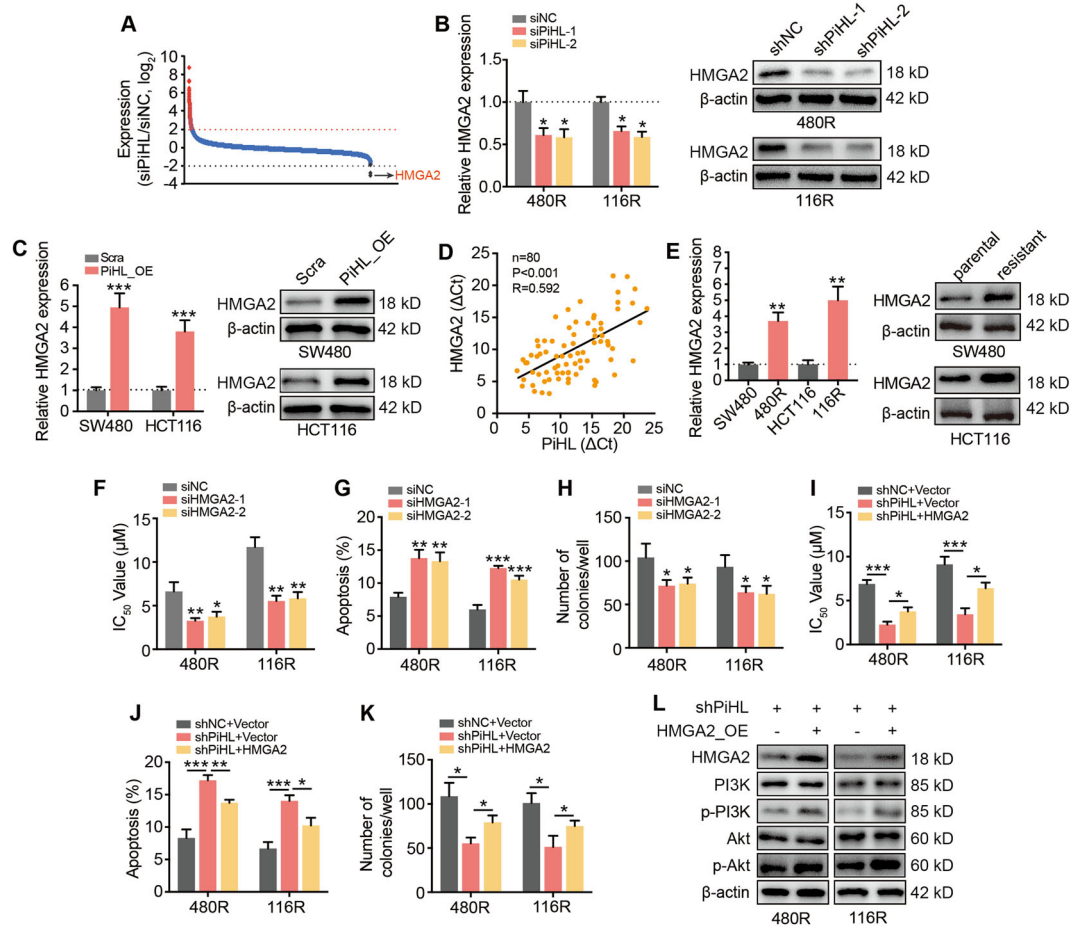 A
Expression
(siPiHL/siNC, log2)
8
6
4
2
0
-2
-4
HMGA2
B
siNC
siPiHL-1
siPiHL-2
Relative HMGA2 expression
1.5
1.0
0.5
0.0
* * * *
480R 116R
shNC shPiHL-1 shPiHL-2
HMGA2 18 kD
β-actin 42 kD
480R
HMGA2 18 kD
β-actin 42 kD
116R
C
Scra
PiHL_OE
Relative HMGA2 expression
6
5
4
3
2
1
0
*** ***
SW480 HCT116
Scra PiHL_OE
HMGA2 18 kD
β-actin 42 kD
SW480
HMGA2 18 kD
β-actin 42 kD
HCT116
D
n=80
P<0.001
R=0.592
HMGA2 (ΔCt)
25
20
15
10
5
0
0 5 10 15 20 25
PiHL (ΔCt)
E
Relative HMGA2 expression
8
7
6
5
4
3
2
1
0
** **
SW480 480R HCT116 116R
parental resistant
HMGA2 18 kD
β-actin 42 kD
SW480
HMGA2 18 kD
β-actin 42 kD
HCT116
F
siNC
siHMGA2-1
siHMGA2-2
IC50 Value (μM)
15
10
5
0
** * ** **
480R 116R
G
siNC
siHMGA2-1
siHMGA2-2
Apoptosis (%)
20
15
10
5
0
** ** *** ***
480R 116R
H
siNC
siHMGA2-1
siHMGA2-2
Number of
colonies/well
150
100
50
0
* * * *
480R 116R
I
shNC+Vector
shPiHL+Vector
shPiHL+HMGA2
IC50 Value (μM)
15
10
5
0
*** * *** *
480R 116R
J
shNC+Vector
shPiHL+Vector
shPiHL+HMGA2
Apoptosis (%)
20
15
10
5
0
*** ** *** *
480R 116R
K
shNC+Vector
shPiHL+Vector
shPiHL+HMGA2
Number of
colonies/well
150
100
50
0
* * * *
480R 116R
L
shPiHL + + + +
HMGA2_OE - + - +
HMGA2 18 kD
PI3K 85 kD
p-PI3K 85 kD
Akt 60 kD
p-Akt 60 kD
β-actin 42 kD
480R 116R